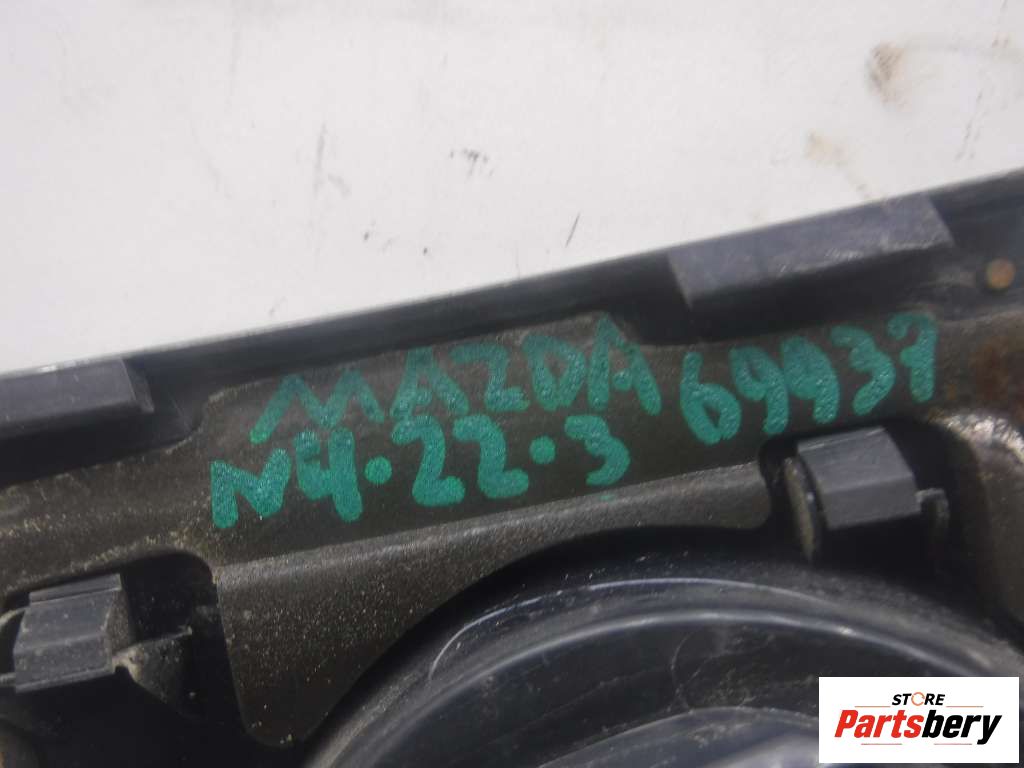 MAZDA 69937
N4.22.3
STORE
Partsbery